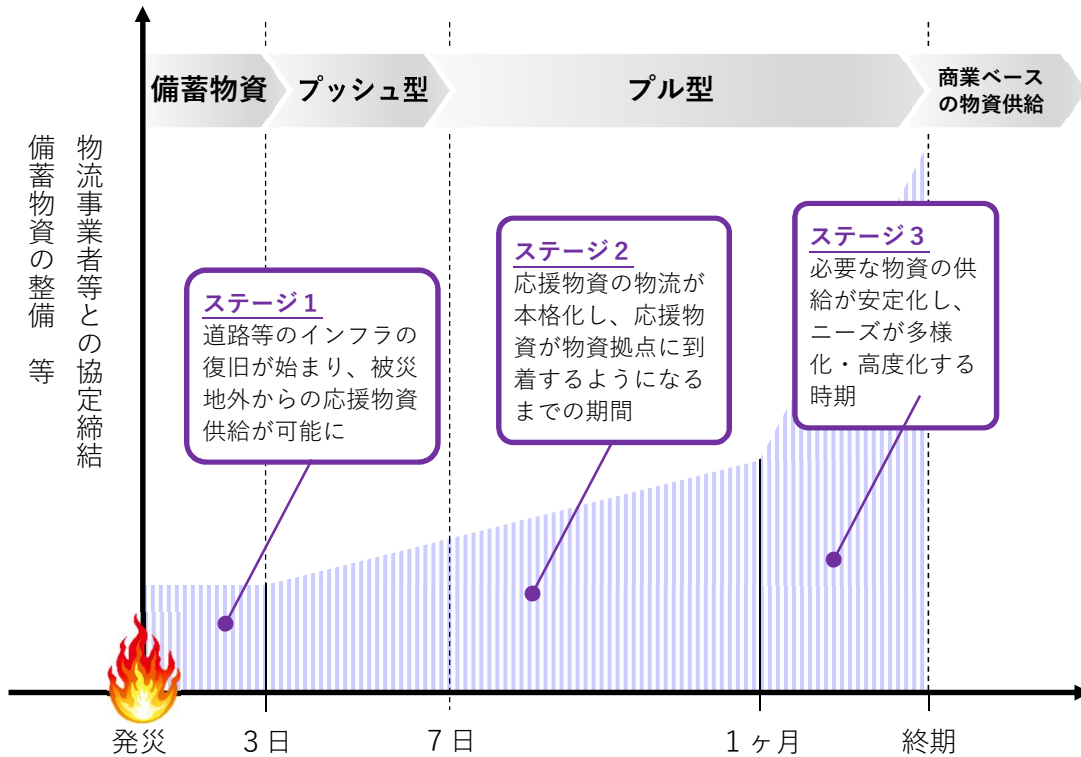 備蓄物資
プッシュ型
プル型
商業ベース
の物資供給
物流事業者等との協定締結
備蓄物資の整備　等
ステージ１
道路等のインフラの
復旧が始まり、被災
地外からの応援物資
供給が可能に
ステージ２
応援物資の物流が
本格化し、応援物
資が物資拠点に到
着するようになる
までの期間
ステージ３
必要な物資の供
給が安定化し、
ニーズが多様
化・高度化する
時期
発災
３日
７日
１ヶ月
終期